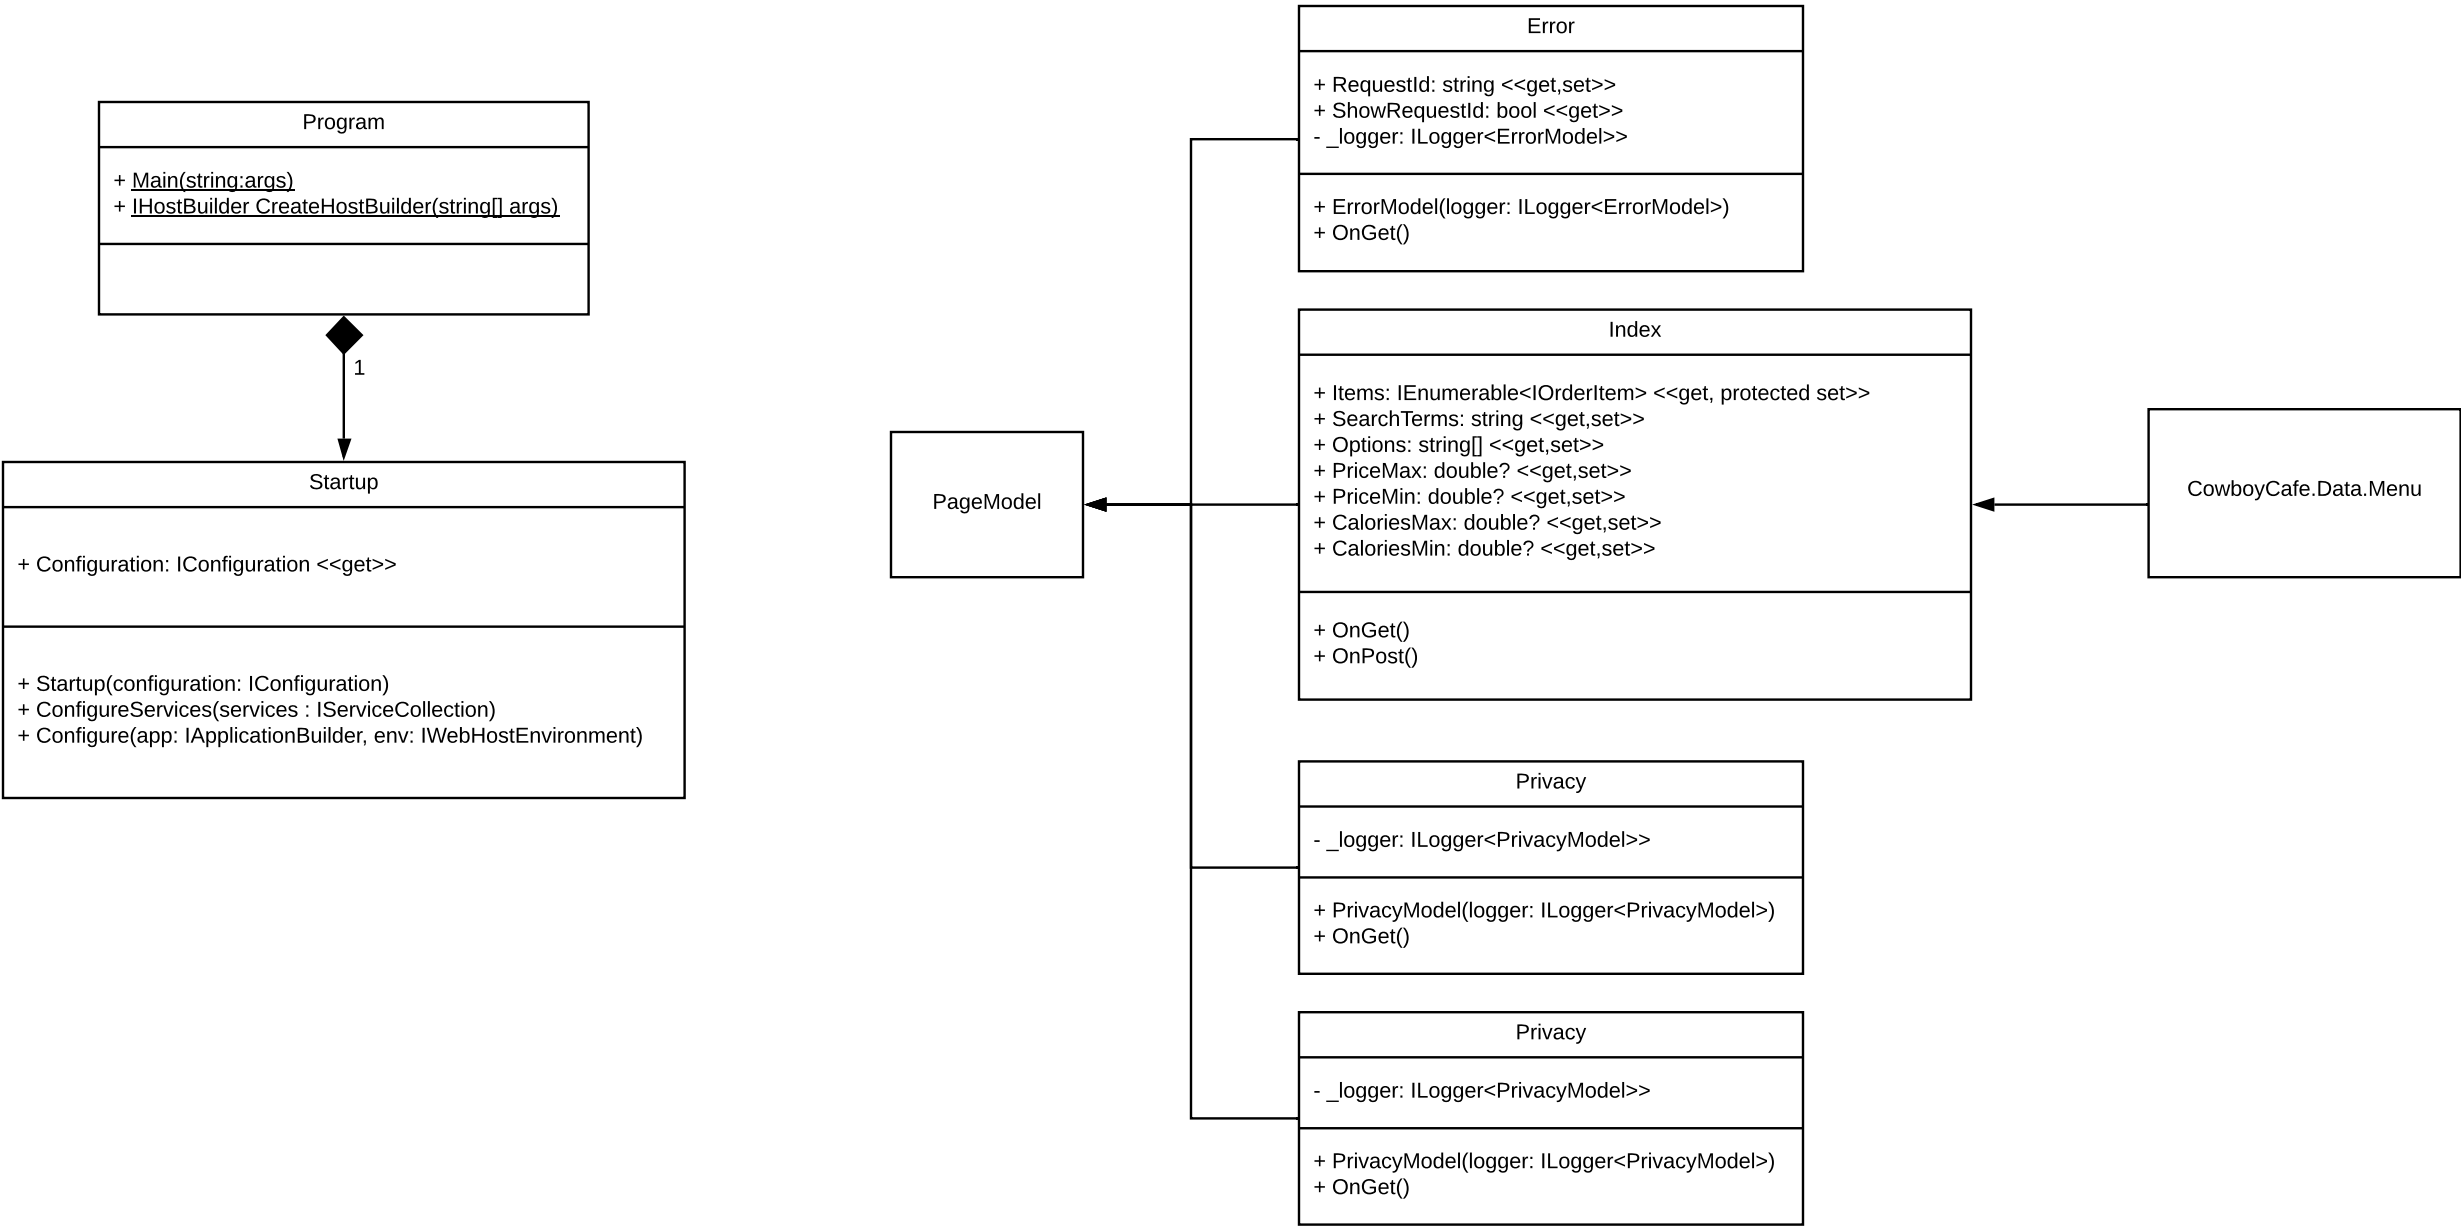 Program
+ Main(string:args)
+ IHostBuilder CreateHostBuilder(string[] args)
1
Startup
+ Configuration: IConfiguration <<get>>
+ Startup(configuration: IConfiguration)
+ ConfigureServices(services : IServiceCollection)
+ Configure(app: IApplicationBuilder, env: IWebHostEnvironment)
PageModel
Error
+ RequestId: string <<get,set>>
+ ShowRequestId: bool <<get>>
- _logger: ILogger<ErrorModel>>
+ ErrorModel(logger: ILogger<ErrorModel>)
+ OnGet()
Index
+ Items: IEnumerable<IOrderItem> <<get, protected set>>
+ SearchTerms: string <<get,set>>
+ Options: string[] <<get,set>>
+ PriceMax: double? <<get,set>>
+ PriceMin: double? <<get,set>>
+ CaloriesMax: double? <<get,set>>
+ CaloriesMin: double? <<get,set>>
+ OnGet()
+ OnPost()
CowboyCafe.Data.Menu
Privacy
- _logger: ILogger<PrivacyModel>>
+ PrivacyModel(logger: ILogger<PrivacyModel>)
+ OnGet()
Privacy
- _logger: ILogger<PrivacyModel>>
+ PrivacyModel(logger: ILogger<PrivacyModel>)
+ OnGet()